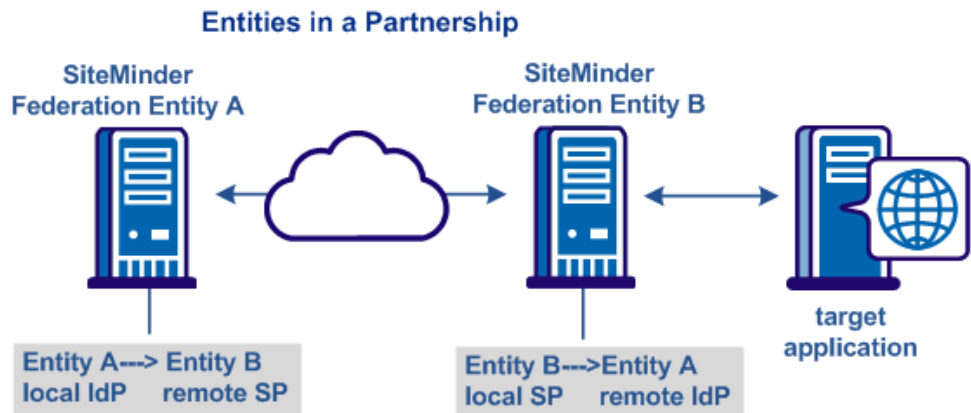 Entities in a Partnership
SiteMinder
Federation Entity A
SiteMinder
Federation Entity B
target
application
Entity A---> Entity B
local IdP remote SP
Entity B--->Entity A
local SP remote IdP